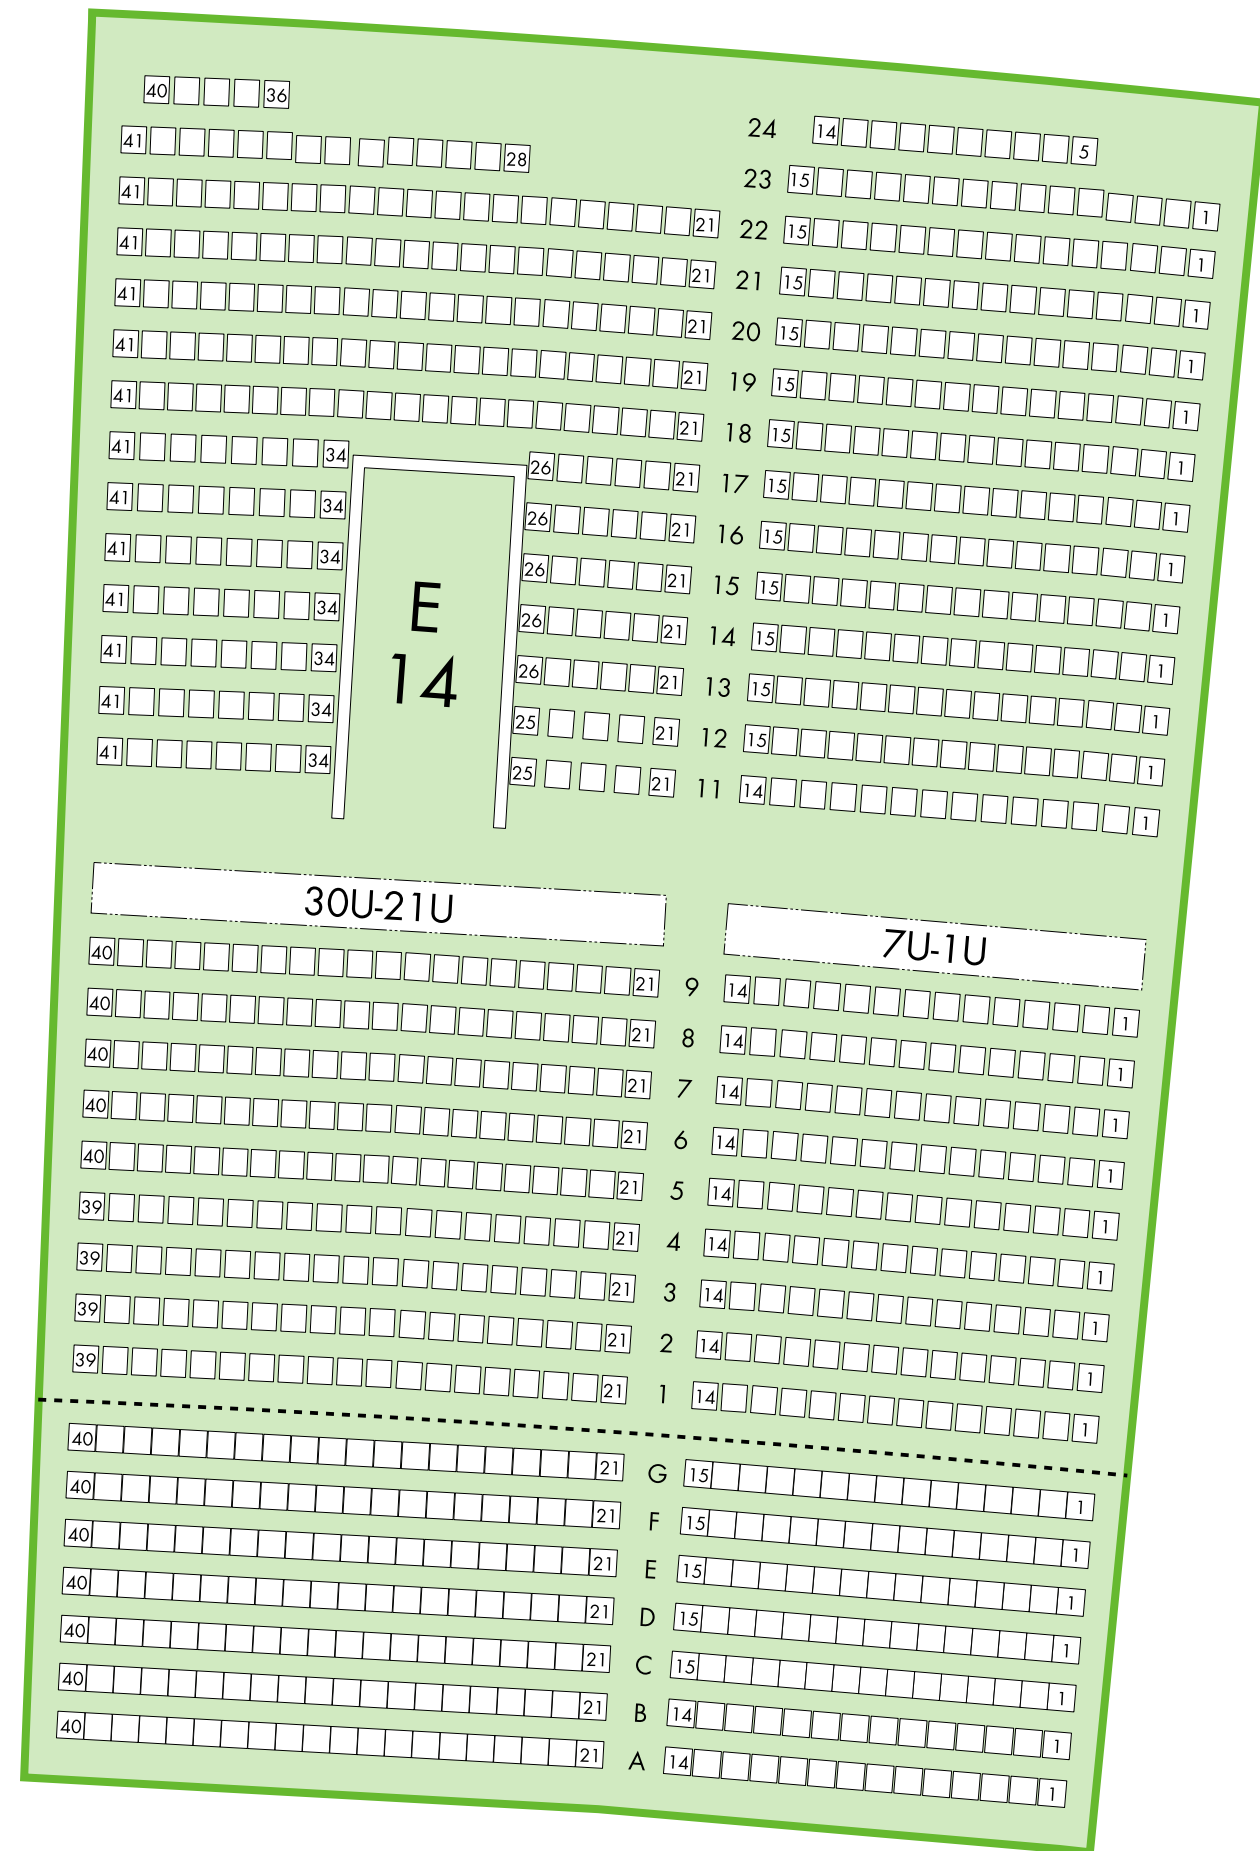 40 36 24 14 5
41 28 23 15 1
41 21 22 15 1
41 21 21 15 1
41 21 20 15 1
41 21 19 15 1
41 21 18 15 1
41 34 26 21 17 15 1
41 34 26 21 16 15 1
41 34 26 21 15 15 1
E
41 34 26 21 14 15 1
14
41 34 26 21 13 15 1
41 34 25 21 12 15 1
41 34 25 21 11 14 1
30U-21U
7U-1U
40 21 9 14 1
40 21 8 14 1
40 21 7 14 1
40 21 6 14 1
40 21 5 14 1
39 21 4 14 1
39 21 3 14 1
39 21 2 14 1
39 21 1 14 1
40 21 G 15 1
40 21 F 15 1
40 21 E 15 1
40 21 D 15 1
40 21 C 15 1
40 21 B 14 1
40 21 A 14 1